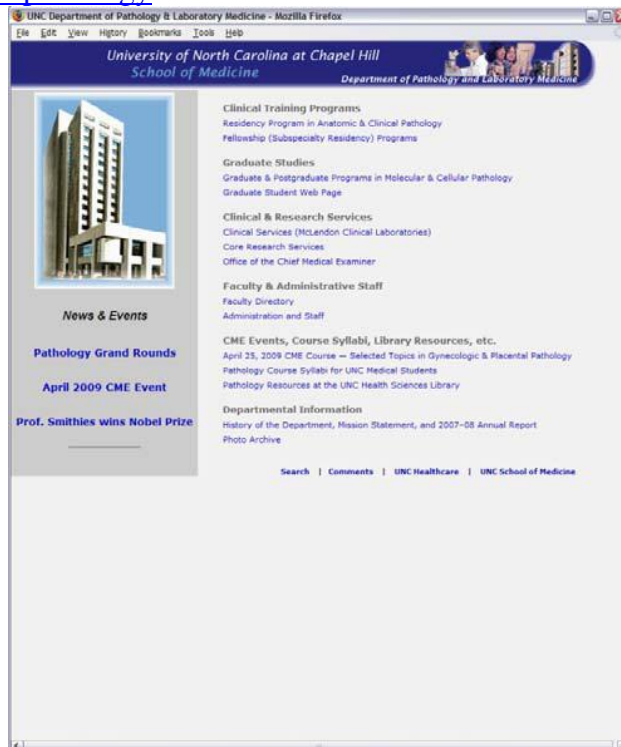 UNC Department of Pathology & Laboratory Medicine - Mozilla Firefox
File Edit View History Bookmarks Tools Help
University of North Carolina at Chapel Hill
School of Medicine
Department of Pathology and Laboratory Medicine
News & Events
Pathology Grand Rounds
April 2009 CME Event
Prof. Smithies wins Nobel Prize
Clinical Training Programs
Residency Program in Anatomic & Clinical Pathology
Fellowship (Subspecialty Residency) Programs
Graduate Studies
Graduate & Postgraduate Programs in Molecular & Cellular Pathology
Graduate Student Web Page
Clinical & Research Services
Clinical Services (McLendon Clinical Laboratories)
Core Research Services
Office of the Chief Medical Examiner
Faculty & Administrative Staff
Faculty Directory
Administration and Staff
CME Events, Course Syllabi, Library Resources, etc.
April 25, 2009 CME Course — Selected Topics in Gynecologic & Placental Pathology
Pathology Course Syllabi for UNC Medical Students
Pathology Resources at the UNC Health Sciences Library
Departmental Information
History of the Department, Mission Statement, and 2007-08 Annual Report
Photo Archive
Search | Comments | UNC Healthcare | UNC School of Medicine